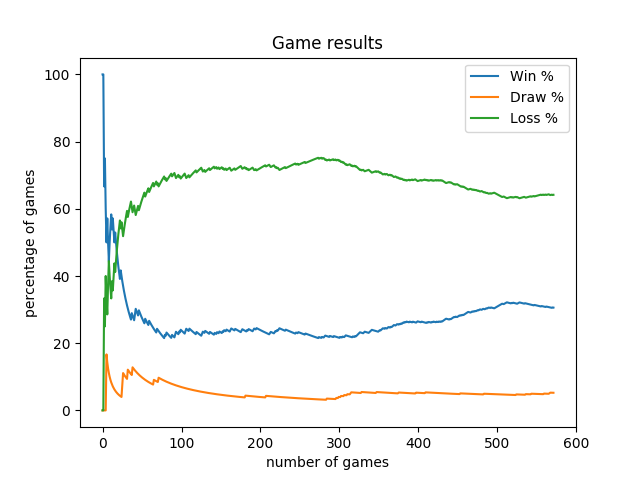 Game results
Win %
Draw %
Loss %
percentage of games
100
80
60
40
20
0
0 100 200 300 400 500 600
number of games